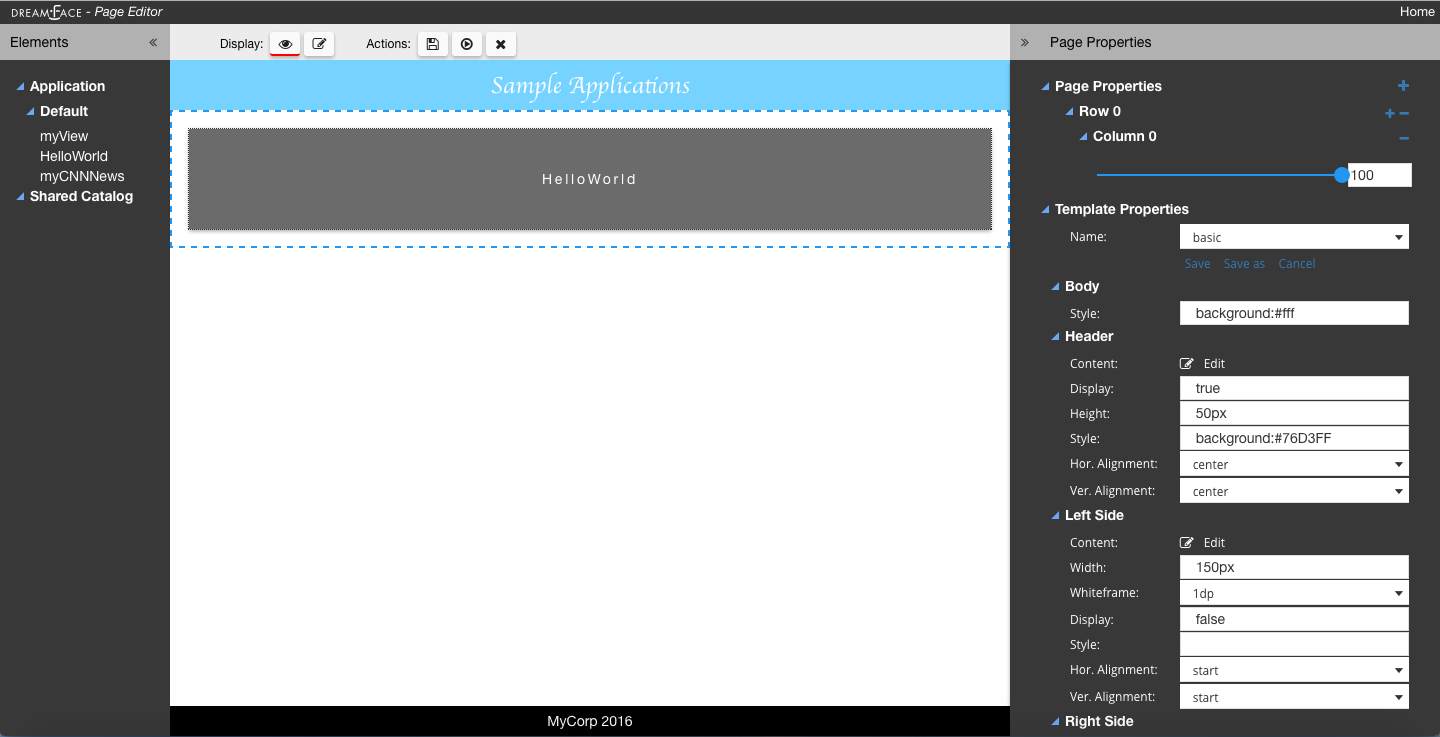 DREAMFACE - Page Editor Home
Elements
Display: Actions:
Page Properties
Application
Default
myView
HelloWorld
myCNNNews
Shared Catalog
Sample Applications
HelloWorld
MyCorp 2016
Page Properties
Row 0
Column 0
100
Template Properties
Name: basic
Save Save as Cancel
Body
Style: background:#fff
Header
Content: Edit
Display: true
Height: 50px
Style: background:#76D3FF
Hor. Alignment: center
Ver. Alignment: center
Left Side
Content: Edit
Width: 150px
Whiteframe: 1dp
Display: false
Style:
Hor. Alignment: start
Ver. Alignment: start
Right Side